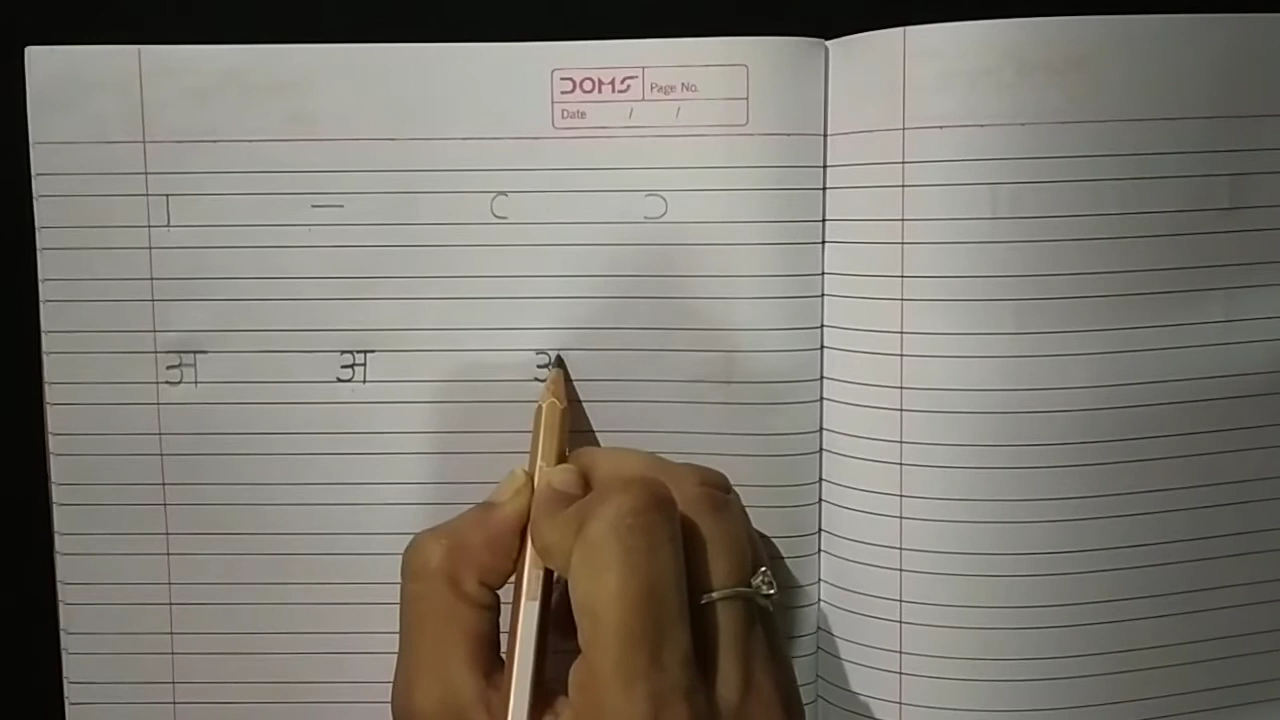 DOMS Page No.
Date / /
अ अ